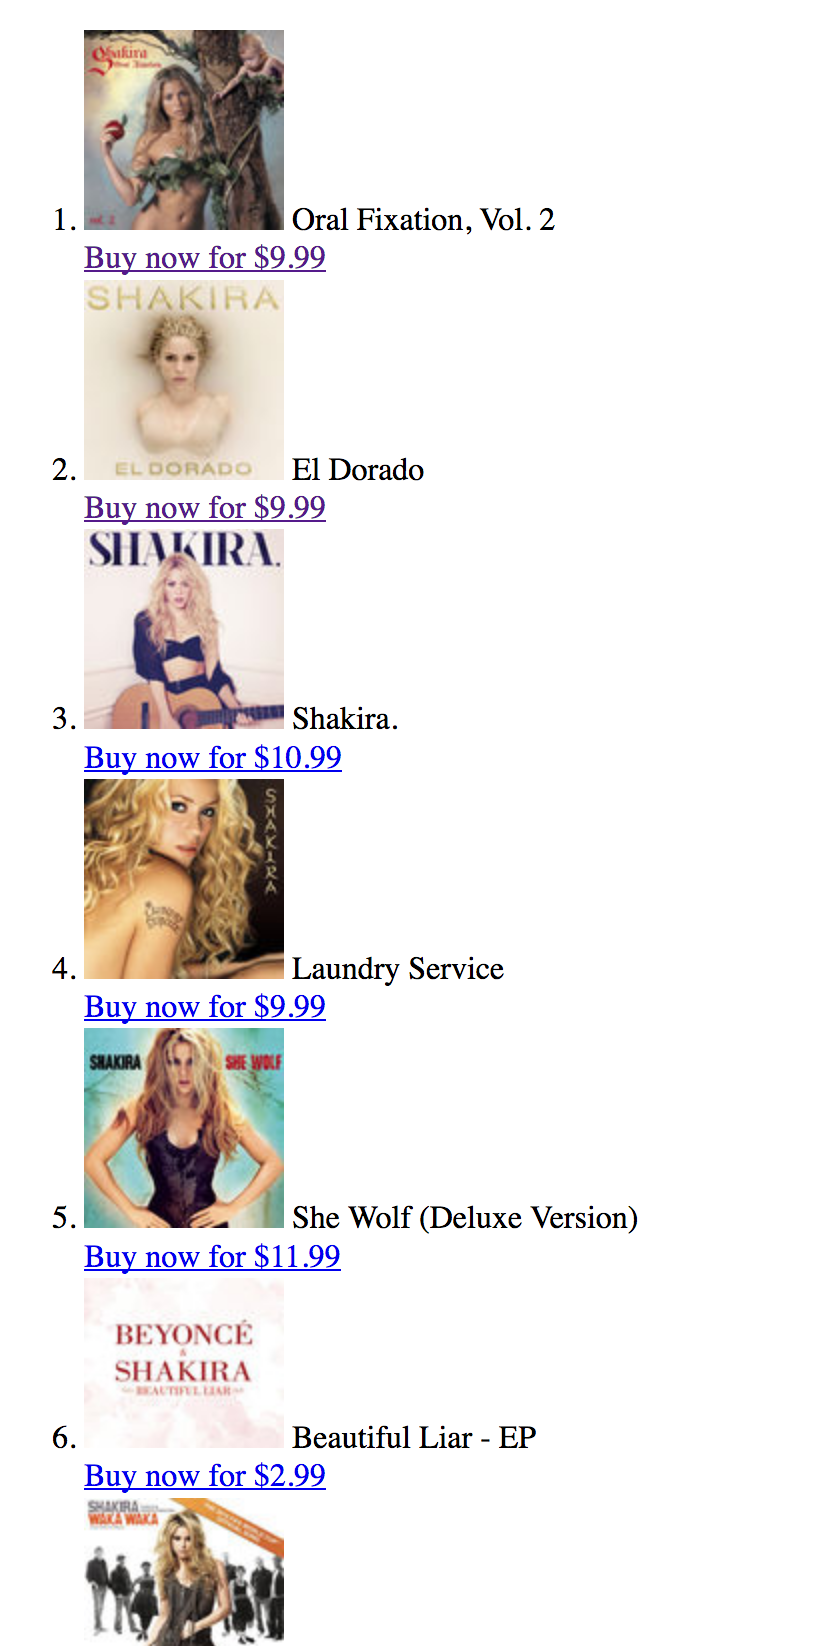 Shakira
Oral Fixation
vol. 2
1. Oral Fixation, Vol. 2
Buy now for $9.99
SHAKIRA
EL DORADO
2. El Dorado
Buy now for $9.99
SHAKIRA.
3. Shakira.
Buy now for $10.99
SHAKIRA
4. Laundry Service
Buy now for $9.99
SHAKIRA SHE WOLF
5. She Wolf (Deluxe Version)
Buy now for $11.99
BEYONCÉ
&
SHAKIRA
BEAUTIFUL LIAR
6. Beautiful Liar - EP
Buy now for $2.99
SHAKIRA
WAKA WAKA